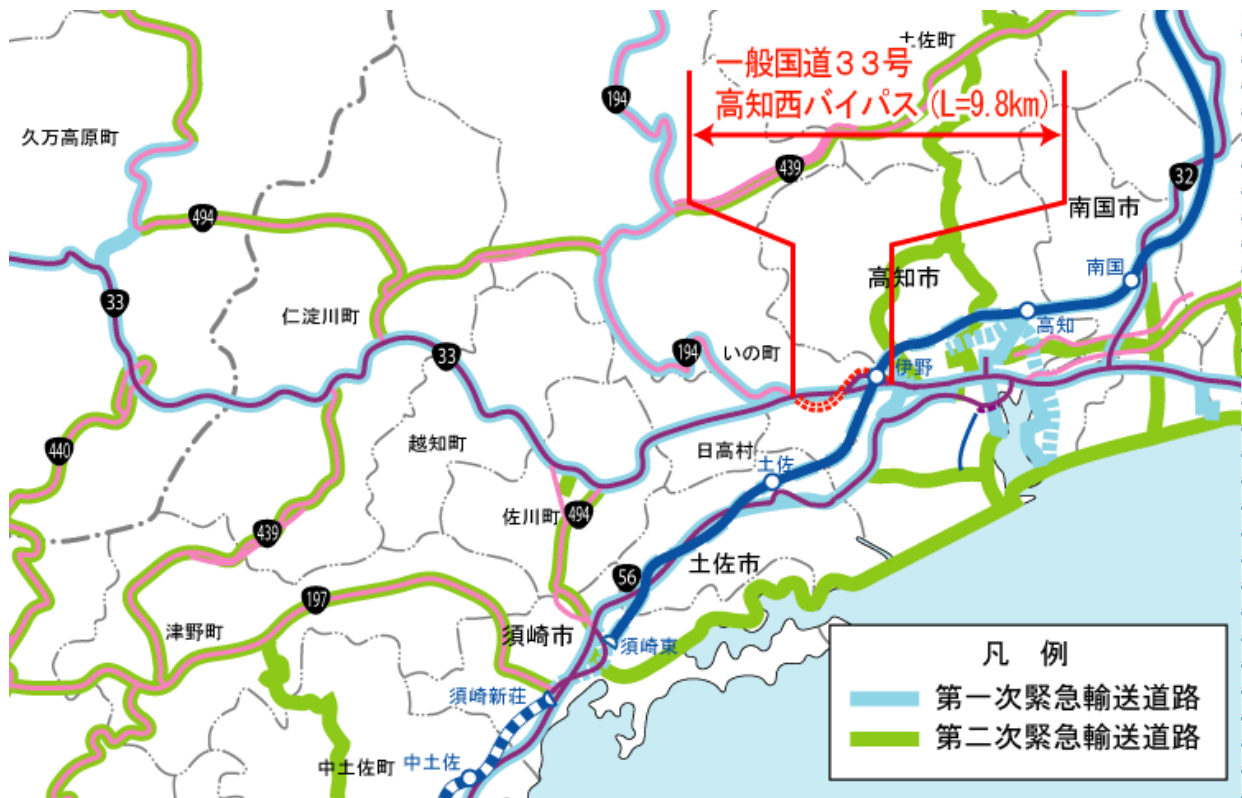 土佐町
一般国道３３号
高知西バイパス (L=9.8km)
194
久万高原町
439
32
494
南国市
南国
高知市
33
仁淀川町
高知
33
194
いの町
伊野
440
越知町
日高村
土佐
佐川町
494
439
土佐市
56
197
津野町
須崎市
須崎東
凡 例
須崎新荘
第一次緊急輸送道路
第二次緊急輸送道路
中土佐町
中土佐